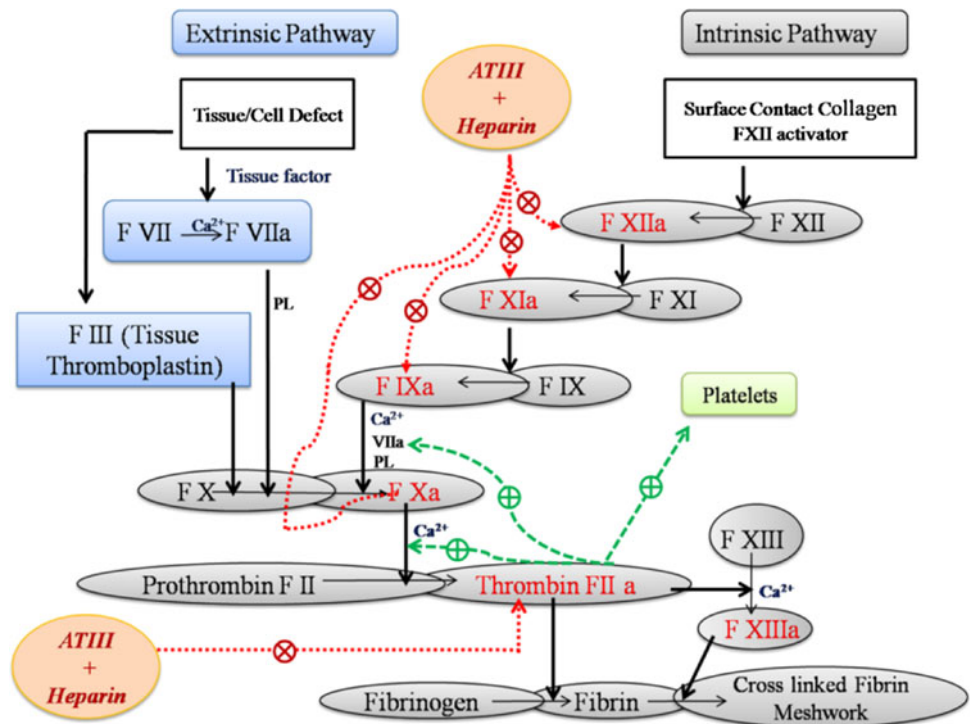 Extrinsic Pathway
Intrinsic Pathway
ATIII
+
Heparin
Tissue/Cell Defect
Surface Contact Collagen
FXII activator
Tissue factor
F VII
Ca²⁺
F VIIa
F XIIa
F XII
PL
F XIa
F XI
F III (Tissue
Thromboplastin)
F IXa
F IX
Platelets
Ca²⁺
VIIa
PL
F X
F Xa
Ca²⁺
F XIII
Prothrombin F II
Thrombin FII a
Ca²⁺
F XIIIa
ATIII
+
Heparin
Fibrinogen
Fibrin
Cross linked Fibrin
Meshwork